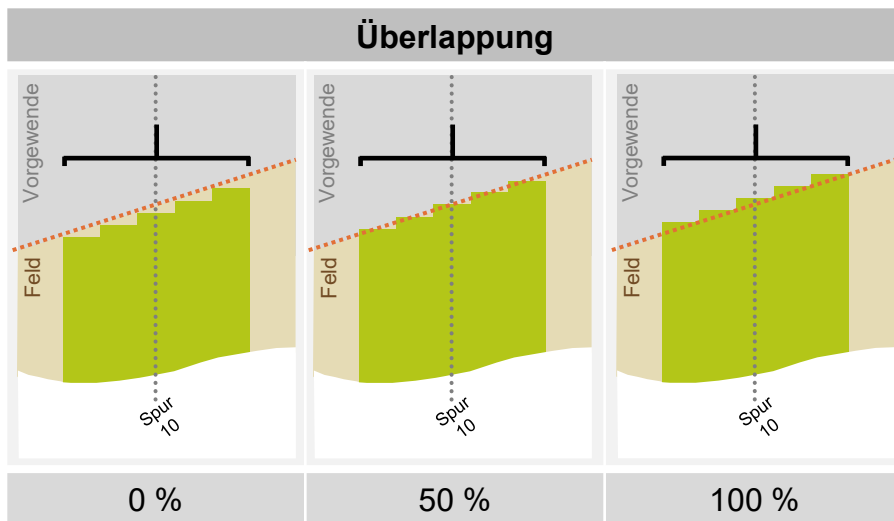 Überlappung
Vorgewende
Feld
Spur
10
Vorgewende
Feld
Spur
10
Vorgewende
Feld
Spur
10
0 %
50 %
100 %